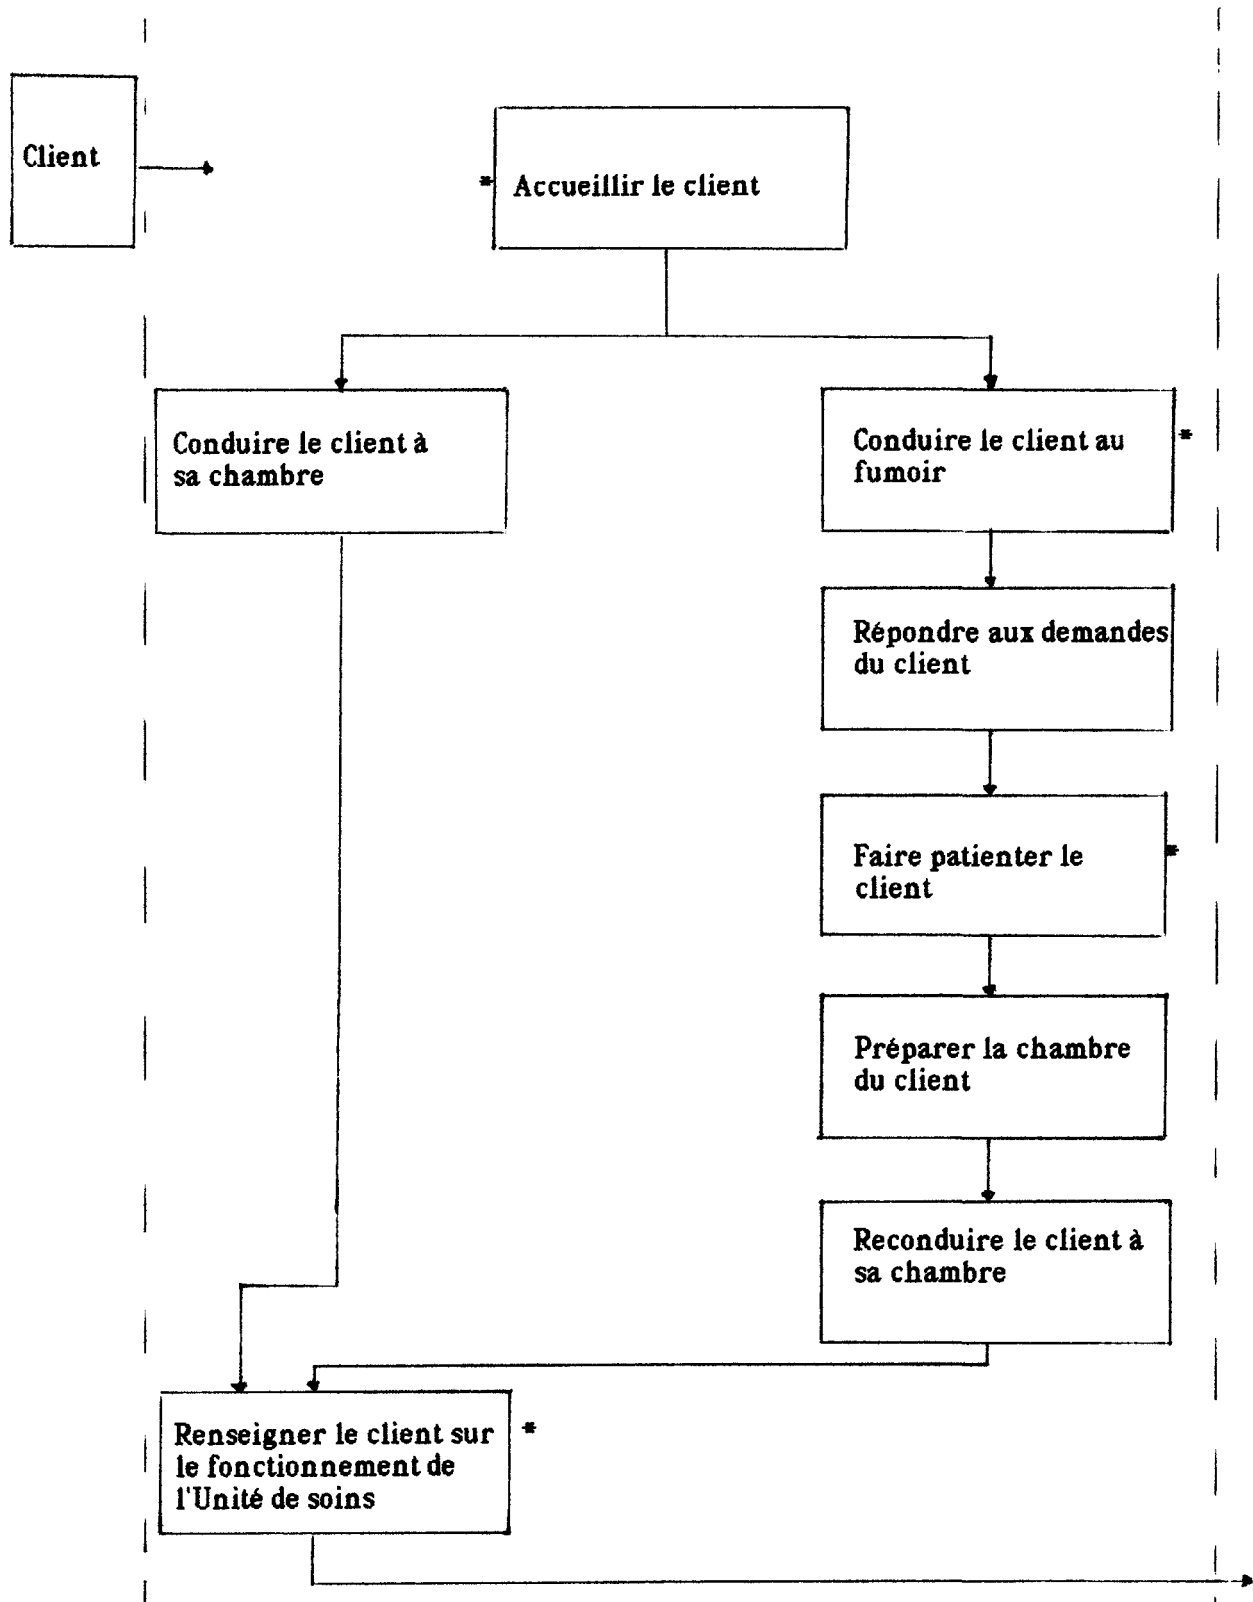 Client
* Accueillir le client
Conduire le client à
sa chambre
Conduire le client au *
fumoir
Répondre aux demandes
du client
Faire patienter le *
client
Préparer la chambre
du client
Reconduire le client à
sa chambre
Renseigner le client sur *
le fonctionnement de
l'Unité de soins